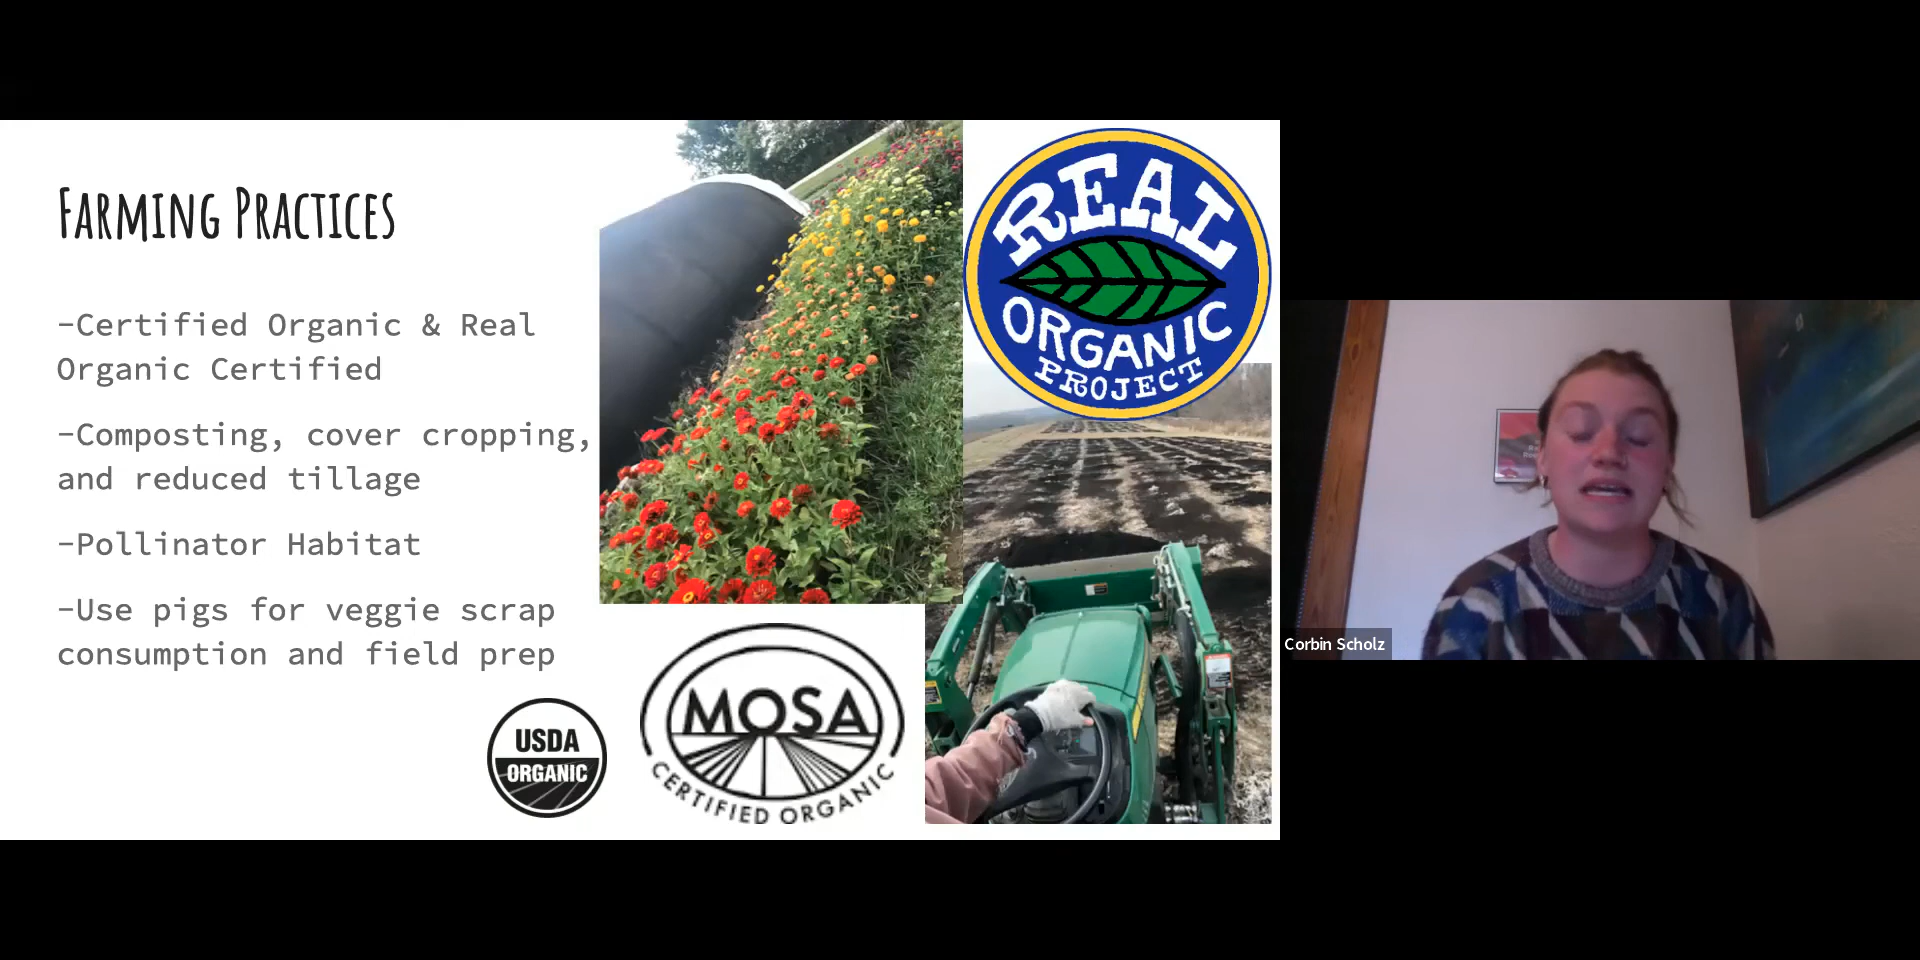 FARMING PRACTICES
-Certified Organic & Real
Organic Certified
-Composting, cover cropping,
and reduced tillage
-Pollinator Habitat
-Use pigs for veggie scrap
consumption and field prep
REAL
ORGANIC
PROJECT
USDA
ORGANIC
MOSA
CERTIFIED ORGANIC
Corbin Scholz